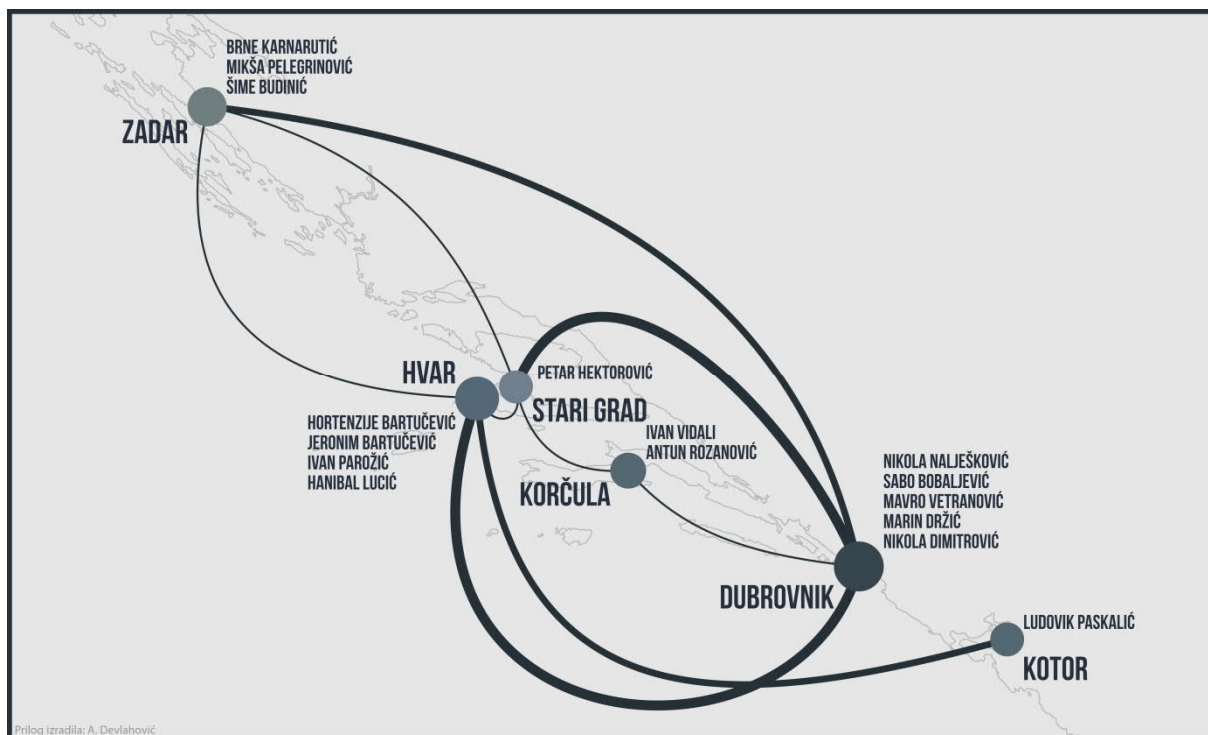 BRNE KARNARUTIĆ
MIKŠA PELEGRINOVIĆ
ŠIME BUDINIĆ
ZADAR
HVAR
PETAR HEKTOROVIĆ
STARI GRAD
HORTENZIJE BARTUČEVIĆ
JERONIM BARTUČEVIĆ
IVAN PAROŽIĆ
HANIBAL LUCIĆ
IVAN VIDALI
ANTUN ROZANOVIĆ
KORČULA
NIKOLA NALJEŠKOVIĆ
SABO BOBALJEVIĆ
MAVRO VETRANOVIĆ
MARIN DRŽIĆ
NIKOLA DIMITROVIĆ
DUBROVNIK
LUDOVIK PASKALIĆ
KOTOR
Prilog izradila: A. Devlahović